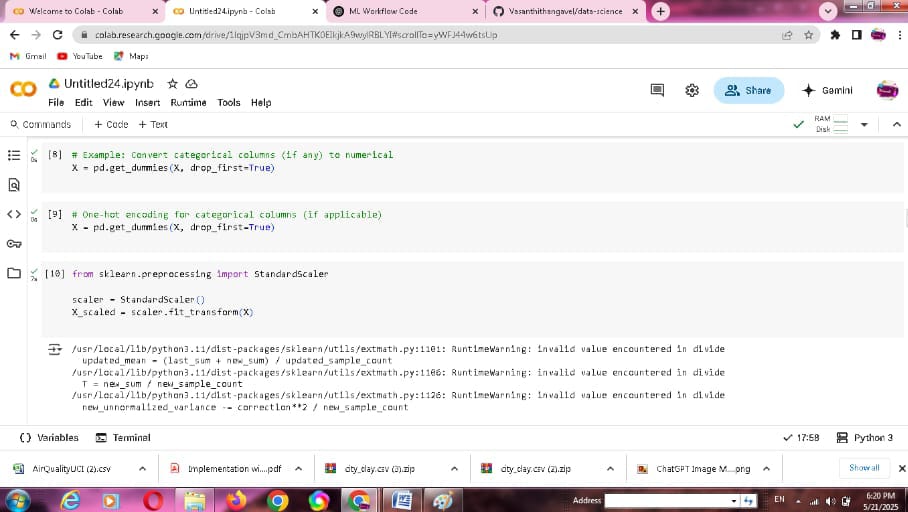 Welcome to Colab - Colab
Untitled24.ipynb - Colab
ML Workflow Code
Vasanthithangavel/data-science
Gmail
YouTube
Maps
Untitled24.ipynb
File Edit View Insert Runtime Tools Help
Share
Gemini
Commands
+ Code + Text
RAM
Disk
[8] # Example: Convert categorical columns (if any) to numerical
X = pd.get_dummies(X, drop_first=True)
[9] # One-hot encoding for categorical columns (if applicable)
X = pd.get_dummies(X, drop_first=True)
[10] from sklearn.preprocessing import StandardScaler
scaler = StandardScaler()
X_scaled = scaler.fit_transform(X)
/usr/local/lib/python3.11/dist-packages/sklearn/utils/extmath.py:1101: RuntimeWarning: invalid value encountered in divide
updated_mean = (last_sum + new_sum) / updated_sample_count
/usr/local/lib/python3.11/dist-packages/sklearn/utils/extmath.py:1106: RuntimeWarning: invalid value encountered in divide
T = new_sum / new_sample_count
/usr/local/lib/python3.11/dist-packages/sklearn/utils/extmath.py:1126: RuntimeWarning: invalid value encountered in divide
new_unnormalized_variance -= correction**2 / new_sample_count
Variables
Terminal
17:58
Python 3
AirQualityUCI (2).csv
Implementation wi....pdf
city_day.csv (3).zip
city_day.csv (2).zip
ChatGPT Image M....png
Show all
Address
EN
6:20 PM
5/21/2025